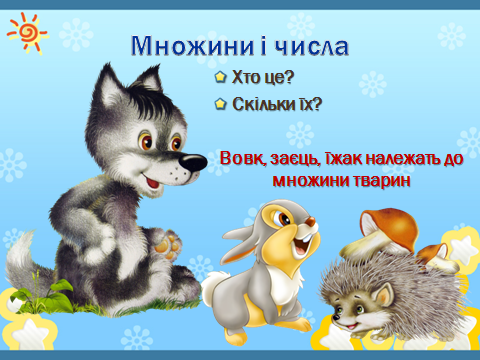 Множини і числа
Хто це?
Скільки їх?
Вовк, заєць, їжак належать до
множини тварин